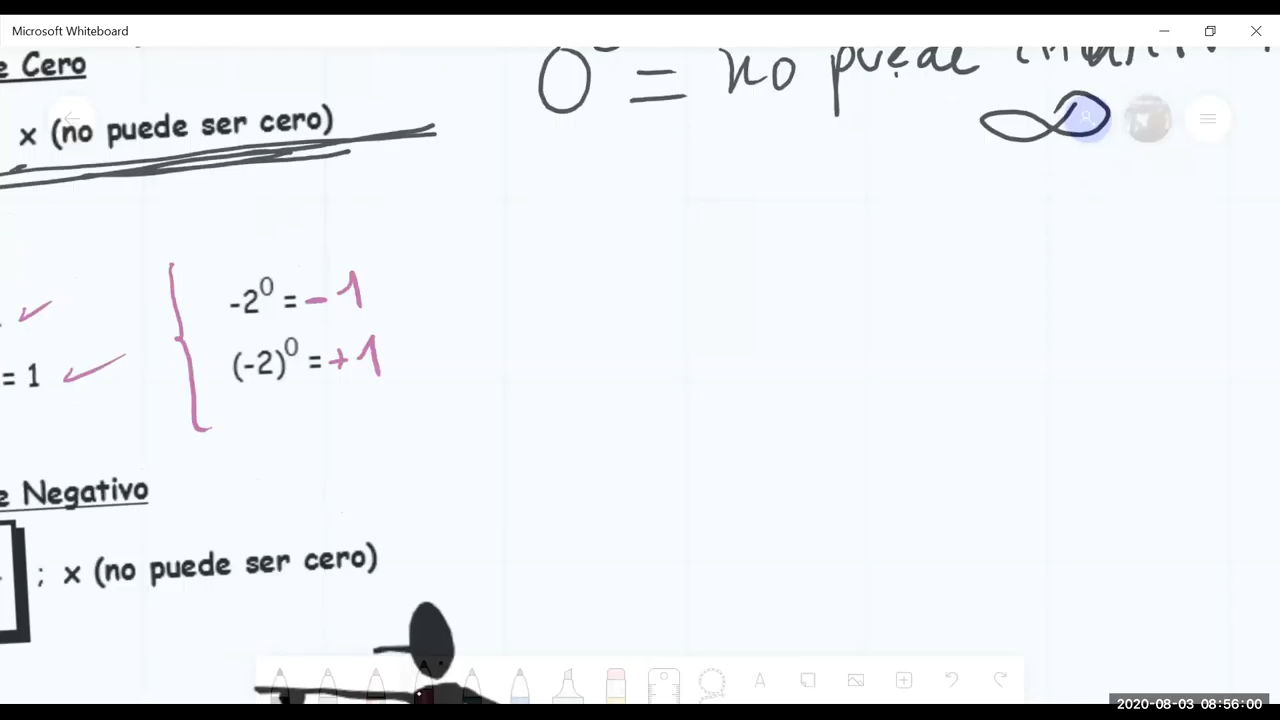 Microsoft Whiteboard
e Cero
0 = no puede
x (no puede ser cero)
∞
-2⁰ = - 1
(-2)⁰ = + 1
= 1
e Negativo
; x (no puede ser cero)
2020-08-03 08:56:00